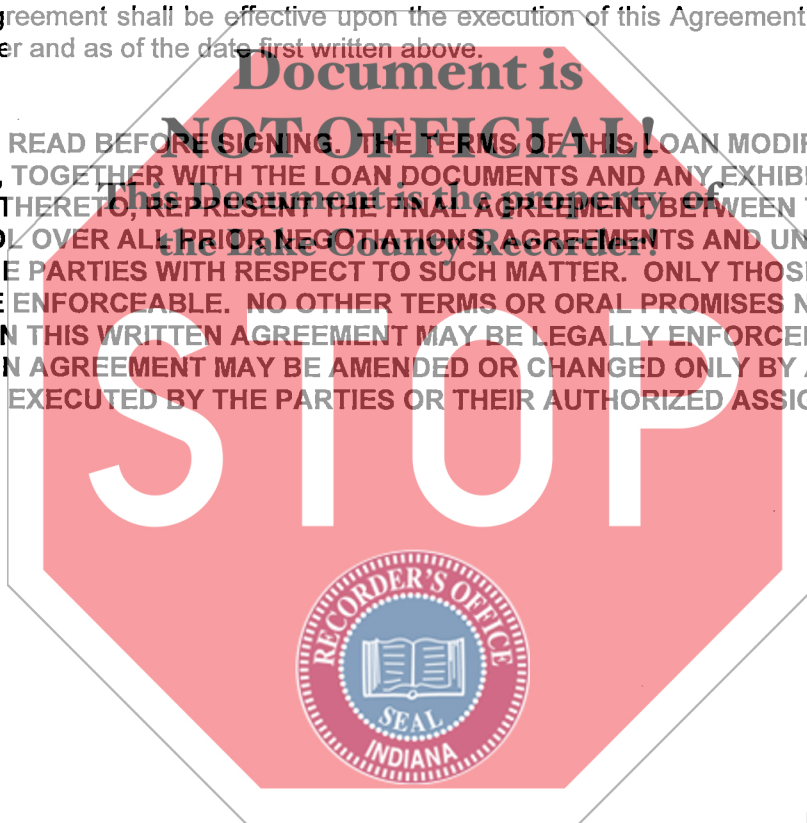 greement shall be effective upon the execution of this Agreement
er and as of the date first written above.
Document is
NOT OFFICIAL!
This Document is the property of
the Lake County Recorder!
READ BEFORE SIGNING. THE TERMS OF THIS LOAN MODIF
, TOGETHER WITH THE LOAN DOCUMENTS AND ANY EXHIB
THERETO, REPRESENT THE FINAL AGREEMENT BETWEEN
OL OVER ALL PRIOR NEGOTIATIONS, AGREEMENTS AND UN
E PARTIES WITH RESPECT TO SUCH MATTER. ONLY THOS
E ENFORCEABLE. NO OTHER TERMS OR ORAL PROMISES N
N THIS WRITTEN AGREEMENT MAY BE LEGALLY ENFORCE
N AGREEMENT MAY BE AMENDED OR CHANGED ONLY BY
EXECUTED BY THE PARTIES OR THEIR AUTHORIZED ASSIG
STOP
RECORDER'S OFFICE
SEAL
INDIANA